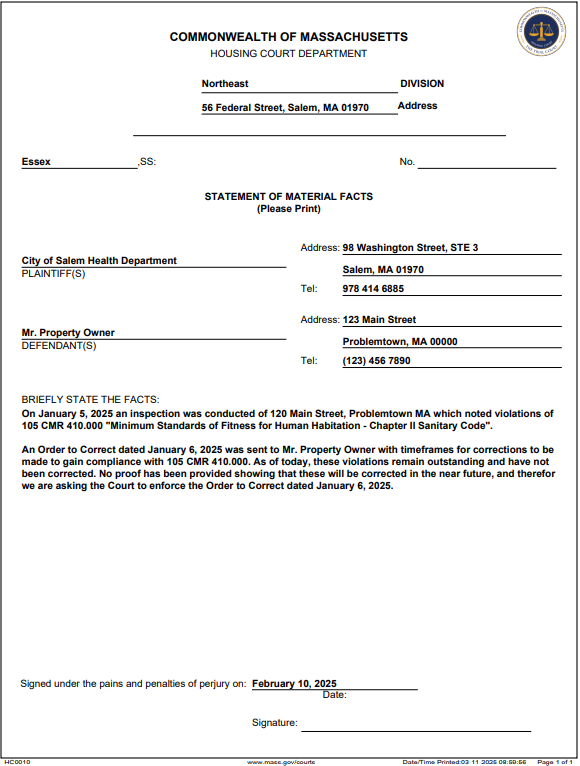 COMMONWEALTH OF MASSACHUSETTS
HOUSING COURT DEPARTMENT
Northeast DIVISION
56 Federal Street, Salem, MA 01970 Address
Essex ,SS: No.
STATEMENT OF MATERIAL FACTS
(Please Print)
Address: 98 Washington Street, STE 3
City of Salem Health Department
Salem, MA 01970
PLAINTIFF(S)
Tel: 978 414 6885
Address: 123 Main Street
Mr. Property Owner
Problemtown, MA 00000
DEFENDANT(S)
Tel: (123) 456 7890
BRIEFLY STATE THE FACTS:
On January 5, 2025 an inspection was conducted of 120 Main Street, Problemtown MA which noted violations of
105 CMR 410.000 "Minimum Standards of Fitness for Human Habitation - Chapter II Sanitary Code".
An Order to Correct dated January 6, 2025 was sent to Mr. Property Owner with timeframes for corrections to be
made to gain compliance with 105 CMR 410.000. As of today, these violations remain outstanding and have not
been corrected. No proof has been provided showing that these will be corrected in the near future, and therefor
we are asking the Court to enforce the Order to Correct dated January 6, 2025.
Signed under the pains and penalties of perjury on: February 10, 2025
Date:
Signature:
HC0010 www.mass.gov/courts Date/Time Printed:03-11-2025 08:59:56 Page 1 of 1